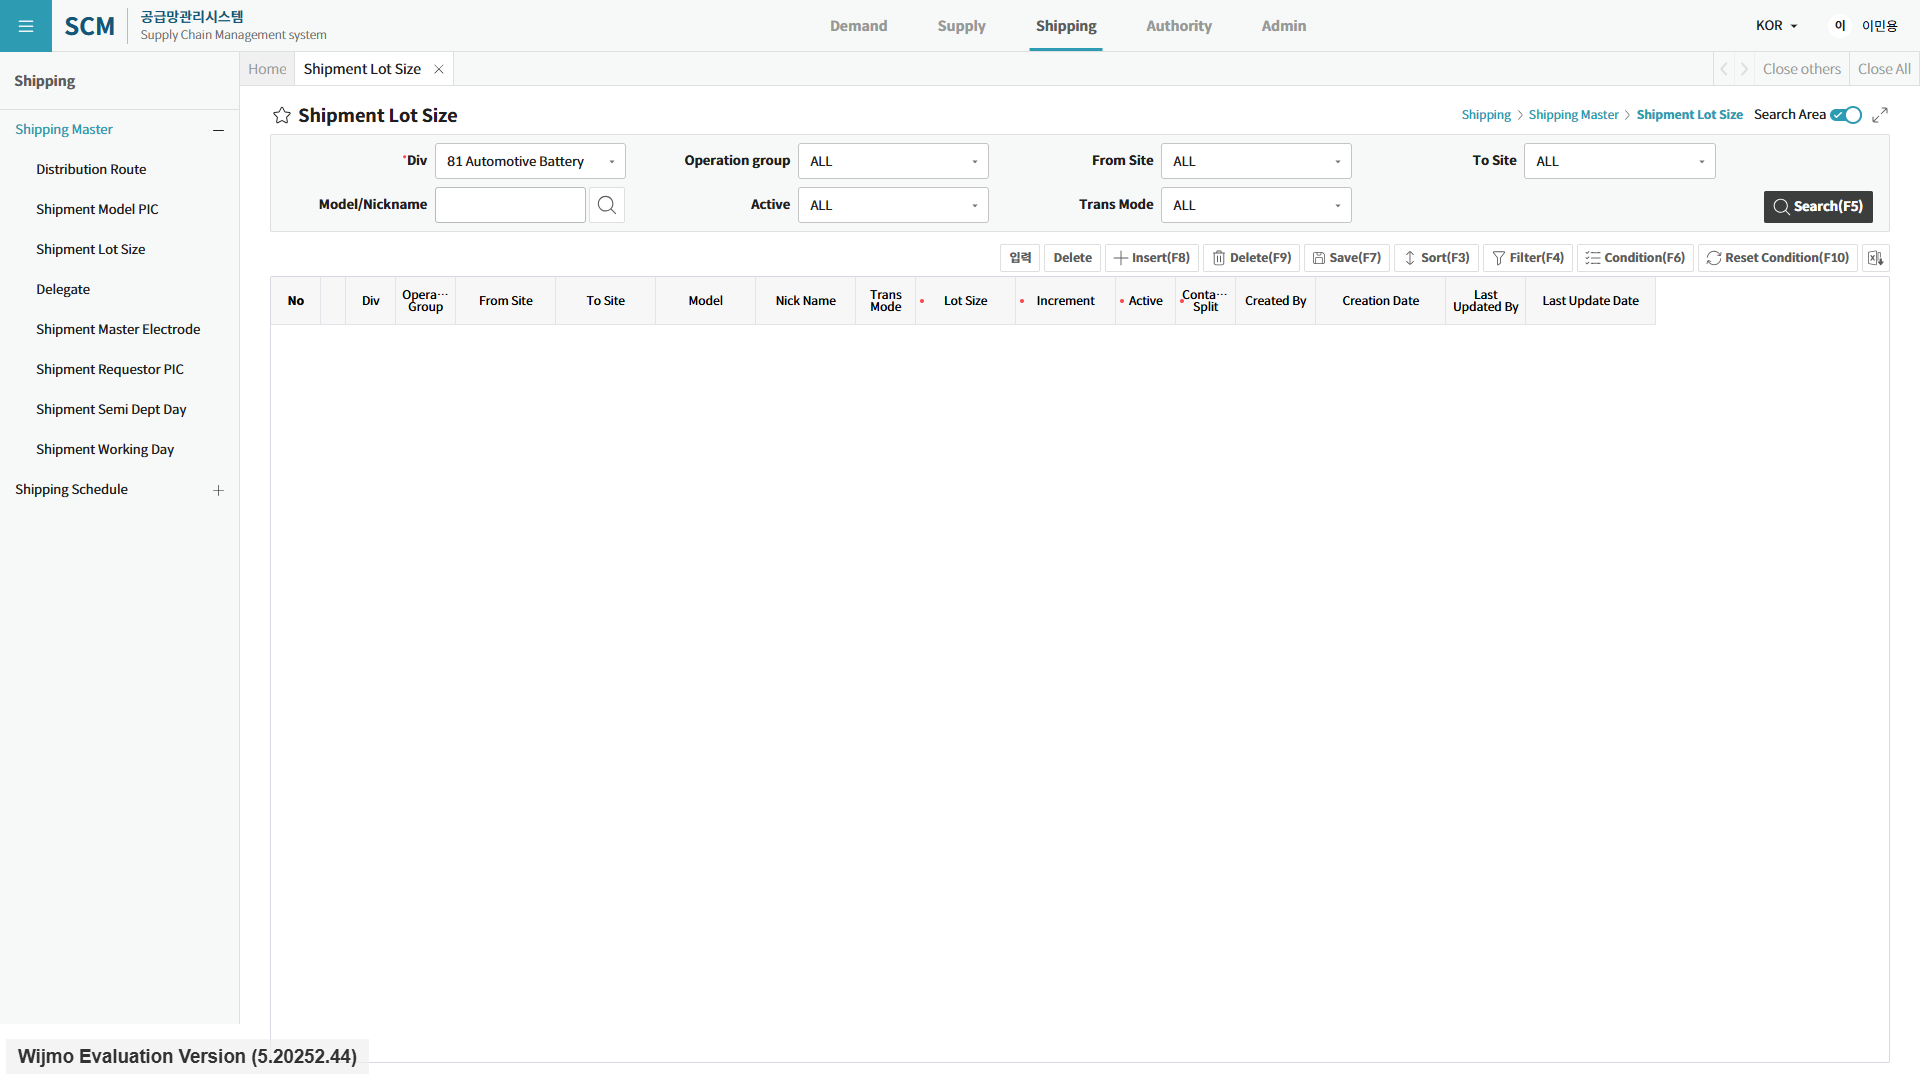 SCM
공급망관리시스템
Supply Chain Management system
Demand
Supply
Shipping
Authority
Admin
KOR
이
이민용
Shipping
Home
Shipment Lot Size
Close others
Close All
Shipping Master
Distribution Route
Shipment Model PIC
Shipment Lot Size
Delegate
Shipment Master Electrode
Shipment Requestor PIC
Shipment Semi Dept Day
Shipment Working Day
Shipping Schedule
Shipment Lot Size
Shipping > Shipping Master > Shipment Lot Size
Search Area
*Div
81 Automotive Battery
Operation group
ALL
From Site
ALL
To Site
ALL
Model/Nickname
Active
ALL
Trans Mode
ALL
Search(F5)
입력
Delete
Insert(F8)
Delete(F9)
Save(F7)
Sort(F3)
Filter(F4)
Condition(F6)
Reset Condition(F10)
No
Div
Opera···
Group
From Site
To Site
Model
Nick Name
Trans
Mode
Lot Size
Increment
Active
Conta···
Split
Created By
Creation Date
Last
Updated By
Last Update Date
Wijmo Evaluation Version (5.20252.44)